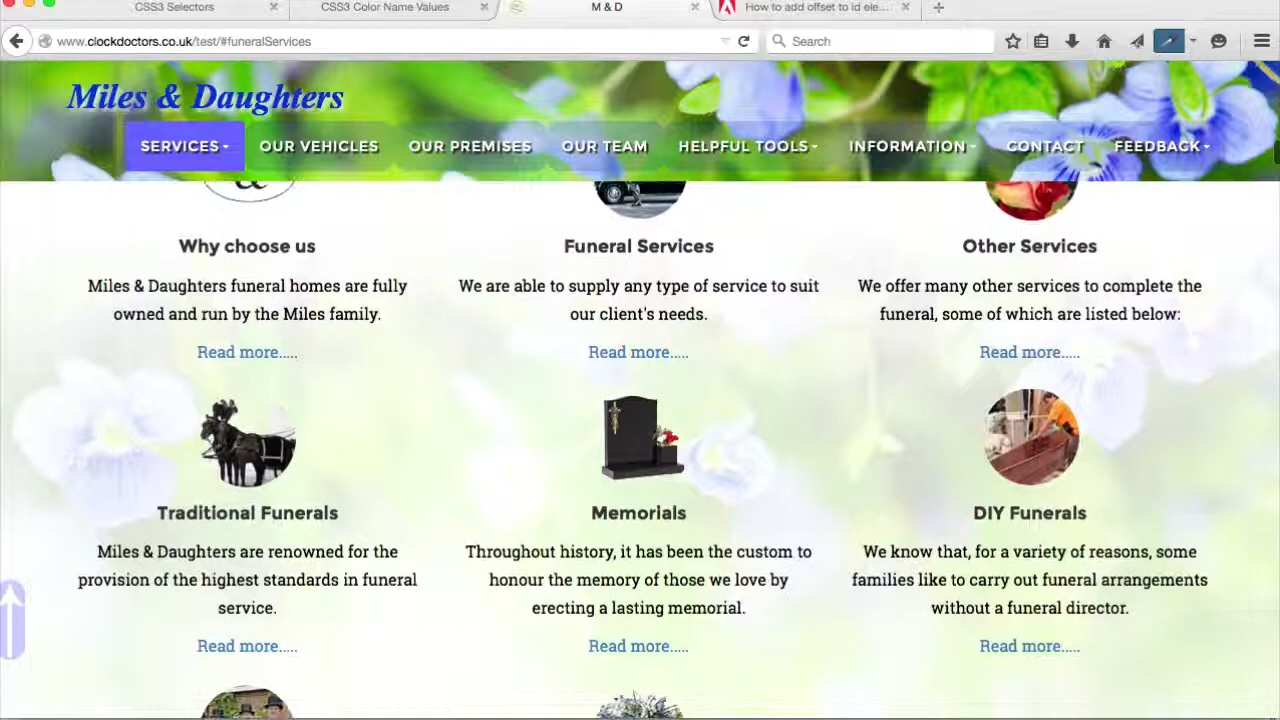 CSS3 Selectors
CSS3 Color Name Values
M & D
How to add offset to id ele...
www.clockdoctors.co.uk/test/#funeralServices
Search
Miles & Daughters
SERVICES
OUR VEHICLES
OUR PREMISES
OUR TEAM
HELPFUL TOOLS
INFORMATION
CONTACT
FEEDBACK
&
Why choose us
Miles & Daughters funeral homes are fully
owned and run by the Miles family.
Read more.....
Funeral Services
We are able to supply any type of service to suit
our client's needs.
Read more.....
Other Services
We offer many other services to complete the
funeral, some of which are listed below:
Read more.....
Traditional Funerals
Miles & Daughters are renowned for the
provision of the highest standards in funeral
service.
Read more.....
Memorials
Throughout history, it has been the custom to
honour the memory of those we love by
erecting a lasting memorial.
Read more.....
DIY Funerals
We know that, for a variety of reasons, some
families like to carry out funeral arrangements
without a funeral director.
Read more.....